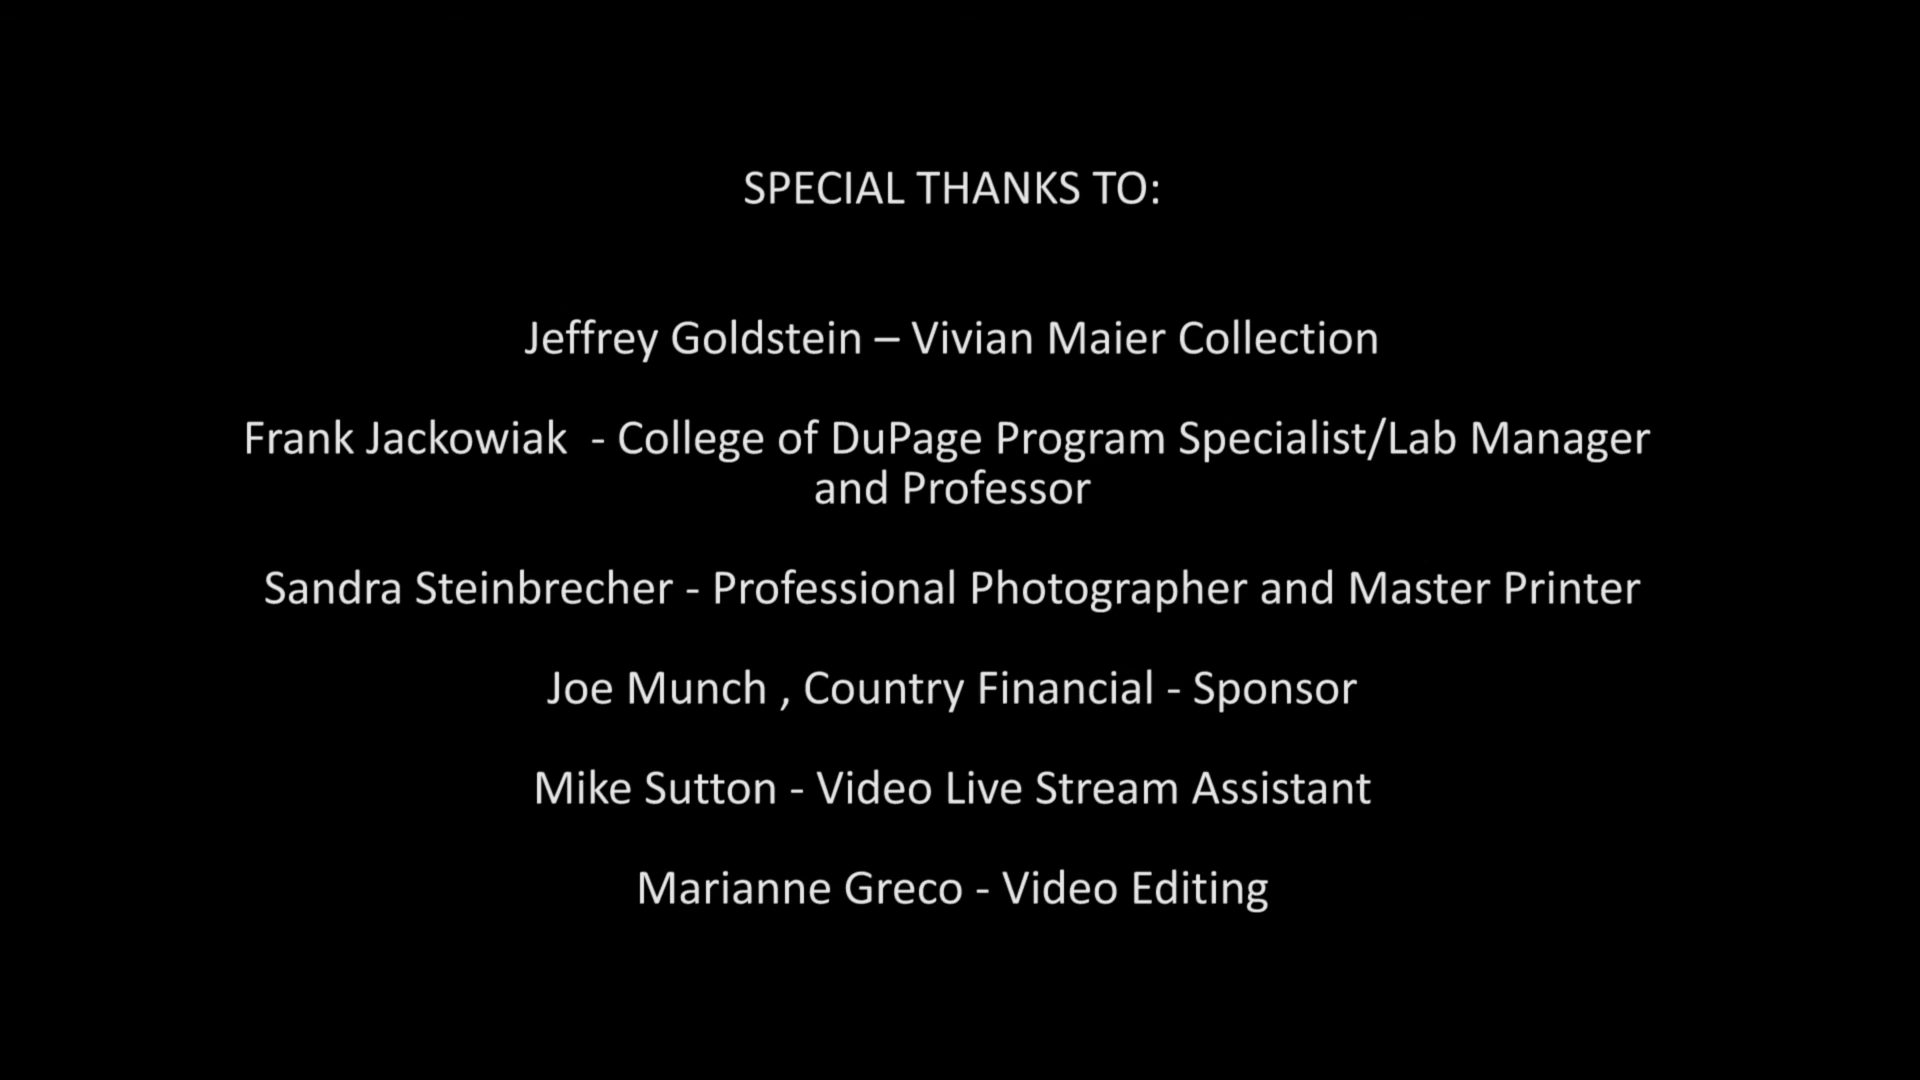 SPECIAL THANKS TO:
Jeffrey Goldstein – Vivian Maier Collection
Frank Jackowiak  - College of DuPage Program Specialist/Lab Manager
and Professor
Sandra Steinbrecher - Professional Photographer and Master Printer
Joe Munch , Country Financial - Sponsor
Mike Sutton - Video Live Stream Assistant
Marianne Greco - Video Editing